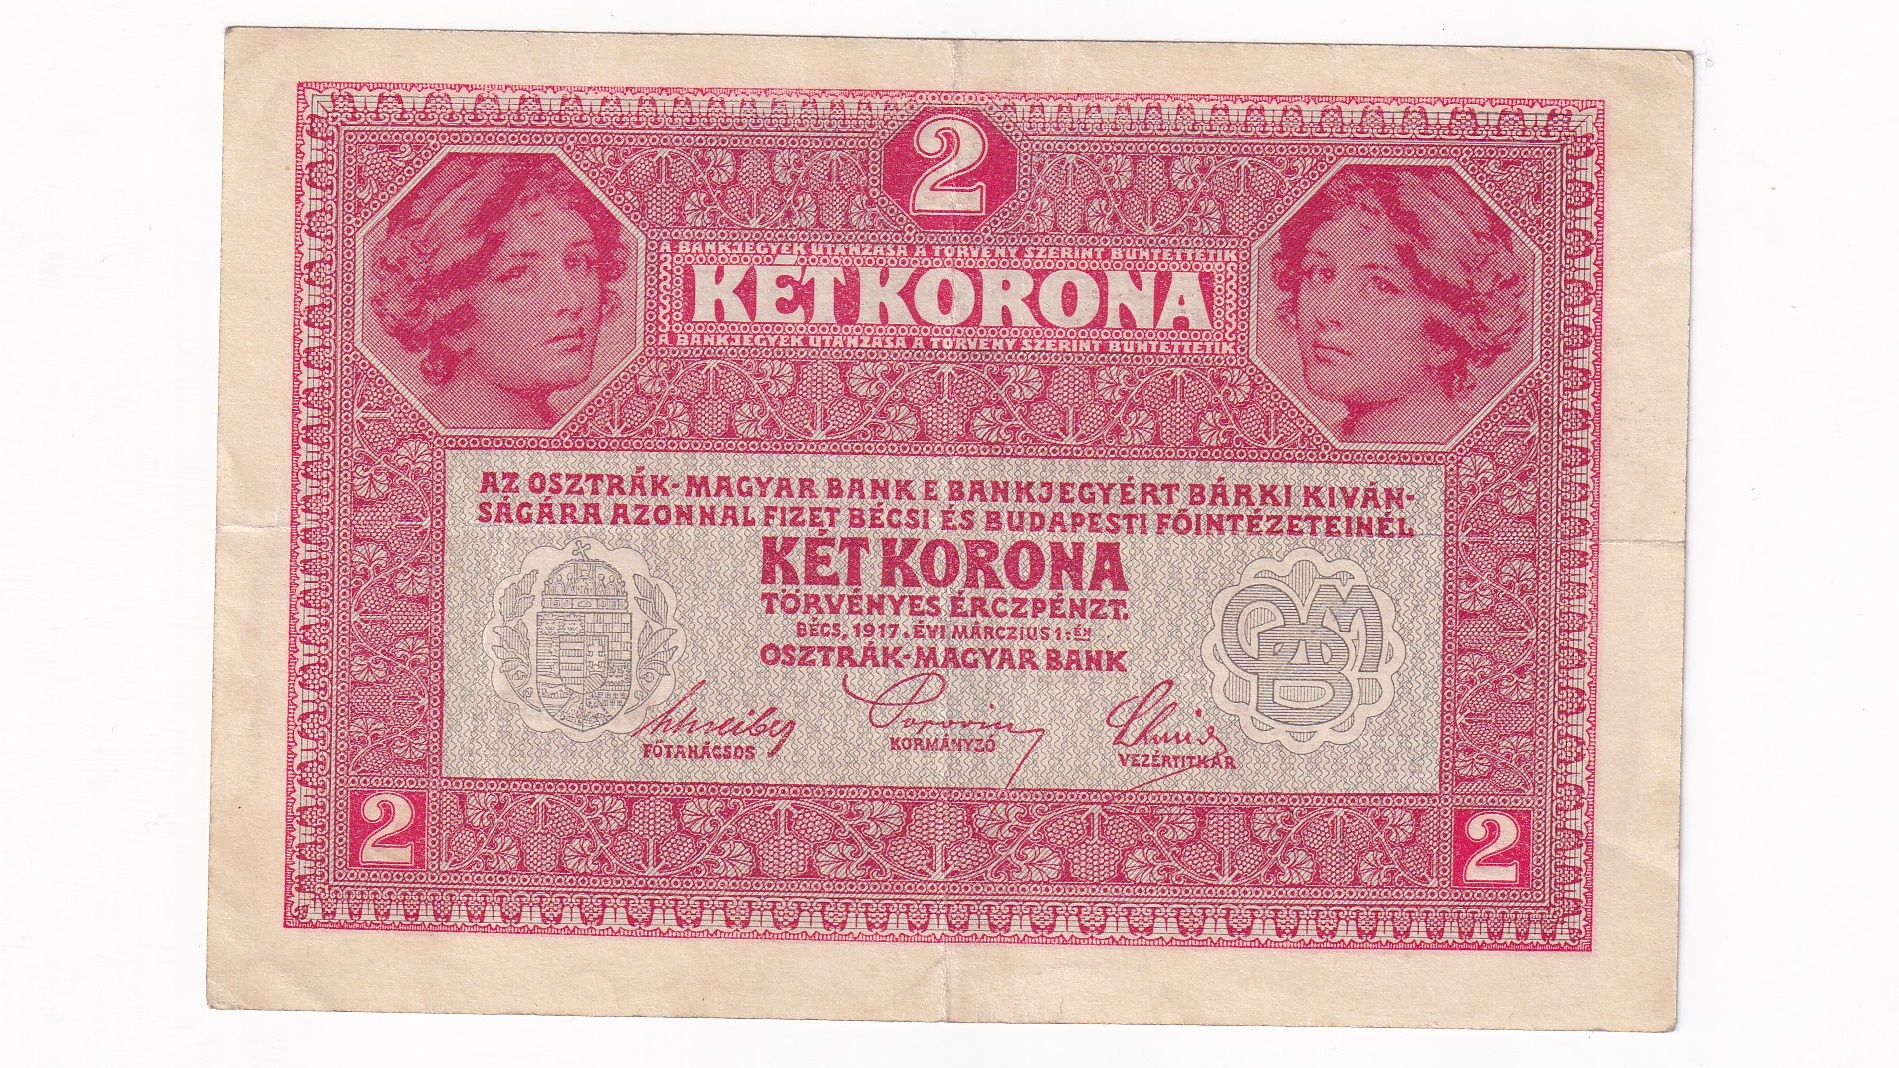 2
A BANKJEGYEK UTÁNZÁSA A TÖRVÉNY SZERINT BÜNTETTETIK
KÉT KORONA
A BANKJEGYEK UTÁNZÁSA A TÖRVÉNY SZERINT BÜNTETTETIK
AZ OSZTRÁK-MAGYAR BANK E BANKJEGYÉRT BÁRKI KIVÁN-
SÁGÁRA AZONNAL FIZET BÉCSI ÉS BUDAPESTI FŐINTÉZETEINÉL
KÉT KORONA
TÖRVÉNYES ÉRCZPÉNZT.
BÉCS, 1917. ÉVI MÁRCZIUS 1:ÉN
OSZTRÁK-MAGYAR BANK
Popovics
FŐTANÁCSOS
KORMÁNYZÓ
VEZÉRTITKÁR
2
2